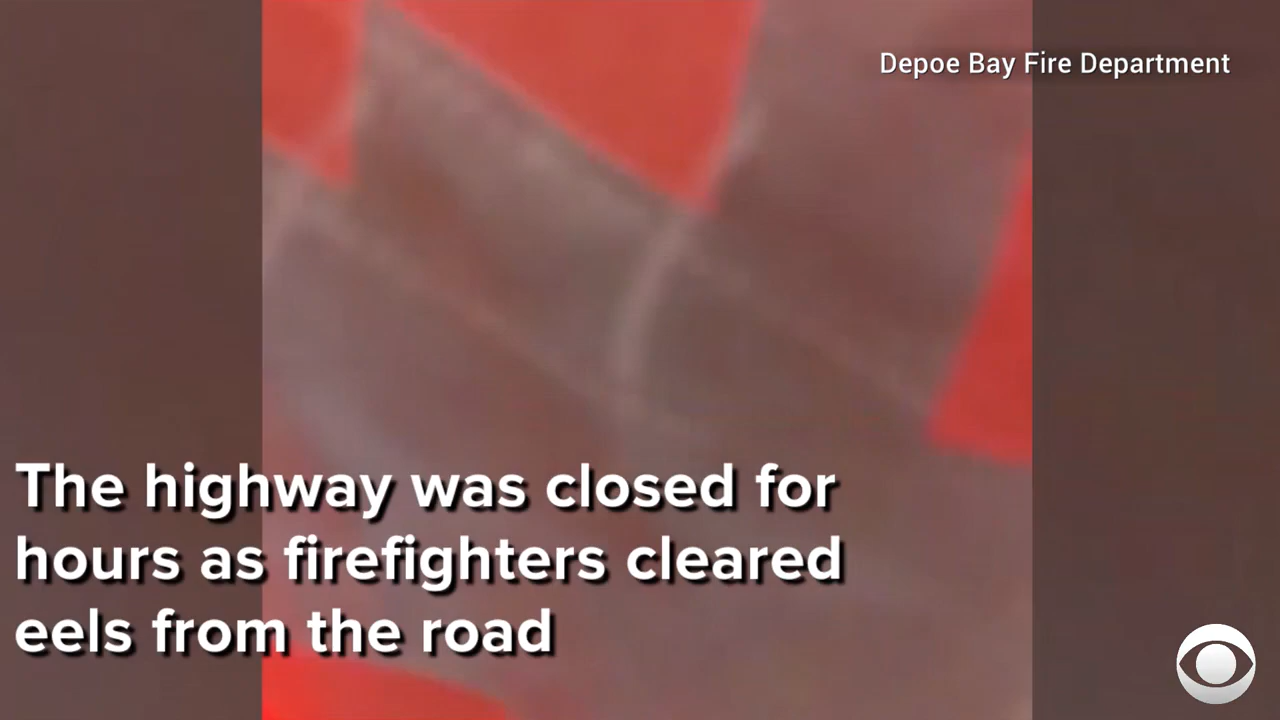 Depoe Bay Fire Department
The highway was closed for
hours as firefighters cleared
eels from the road